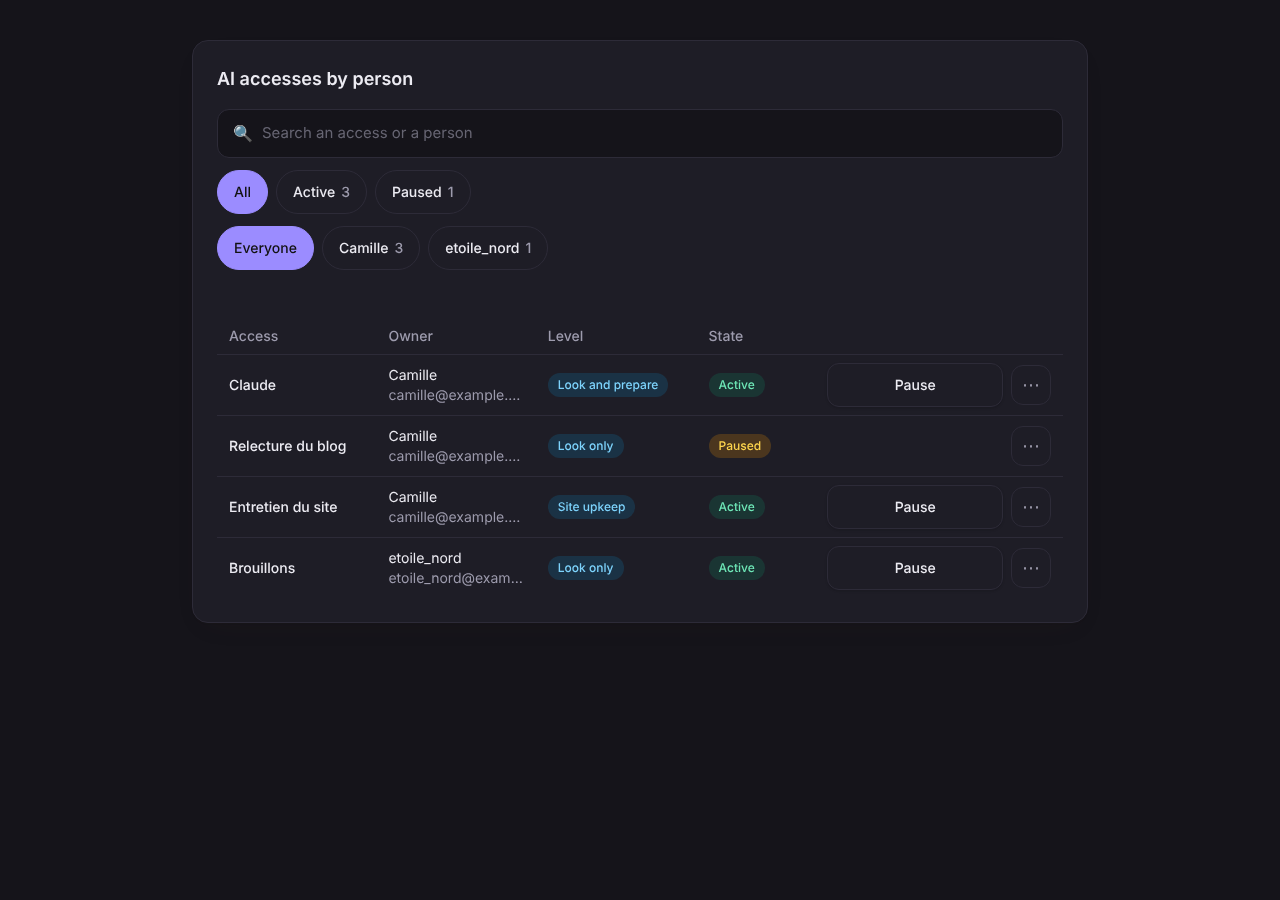 AI accesses by person
🔍 Search an access or a person
All Active 3 Paused 1
Everyone Camille 3 etoile_nord 1
Access Owner Level State
Claude Camille camille@example.... Look and prepare Active Pause ···
Relecture du blog Camille camille@example.... Look only Paused ···
Entretien du site Camille camille@example.... Site upkeep Active Pause ···
Brouillons etoile_nord etoile_nord@exam... Look only Active Pause ···